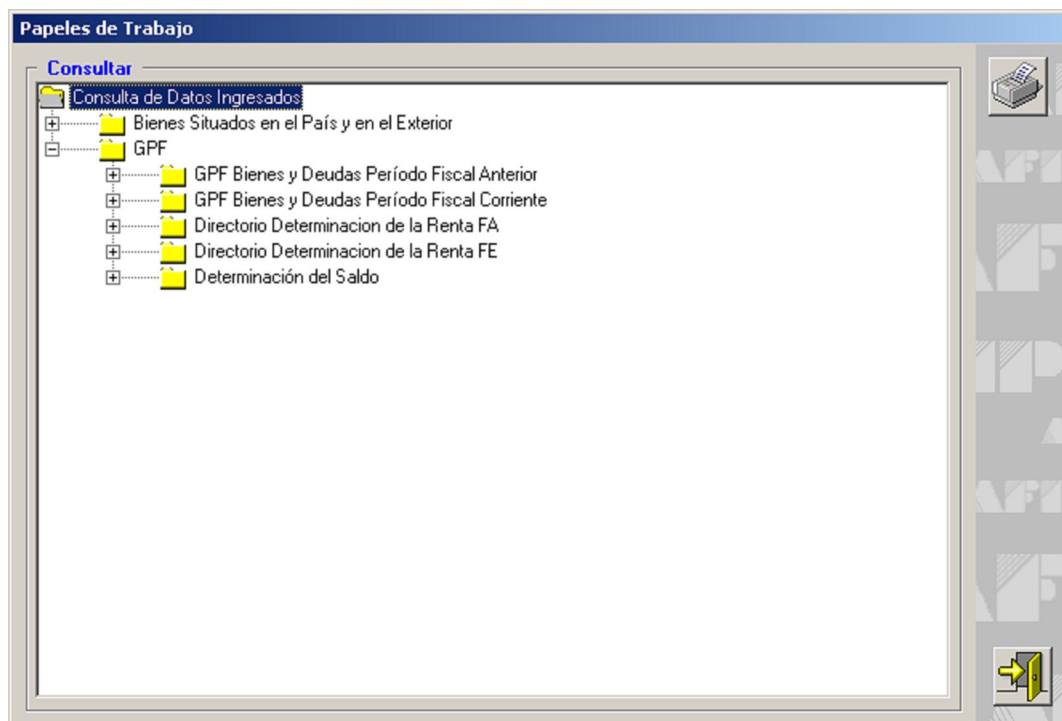 Papeles de Trabajo
Consultar
Consulta de Datos Ingresados
Bienes Situados en el País y en el Exterior
GPF
GPF Bienes y Deudas Período Fiscal Anterior
GPF Bienes y Deudas Período Fiscal Corriente
Directorio Determinacion de la Renta FA
Directorio Determinacion de la Renta FE
Determinación del Saldo